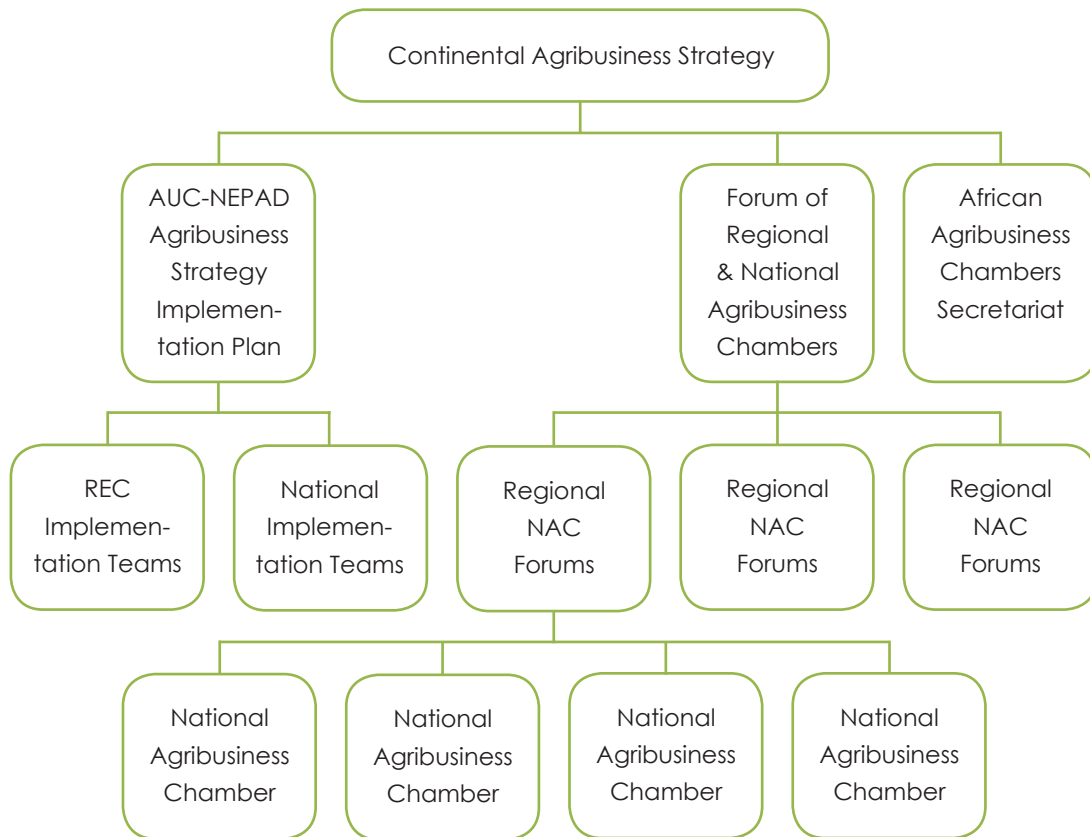 Continental Agribusiness Strategy
AUC-NEPAD
Agribusiness
Strategy
Implemen-
tation Plan
Forum of
Regional
& National
Agribusiness
Chambers
African
Agribusiness
Chambers
Secretariat
REC
Implemen-
tation Teams
National
Implemen-
tation Teams
Regional
NAC
Forums
Regional
NAC
Forums
Regional
NAC
Forums
National
Agribusiness
Chamber
National
Agribusiness
Chamber
National
Agribusiness
Chamber
National
Agribusiness
Chamber